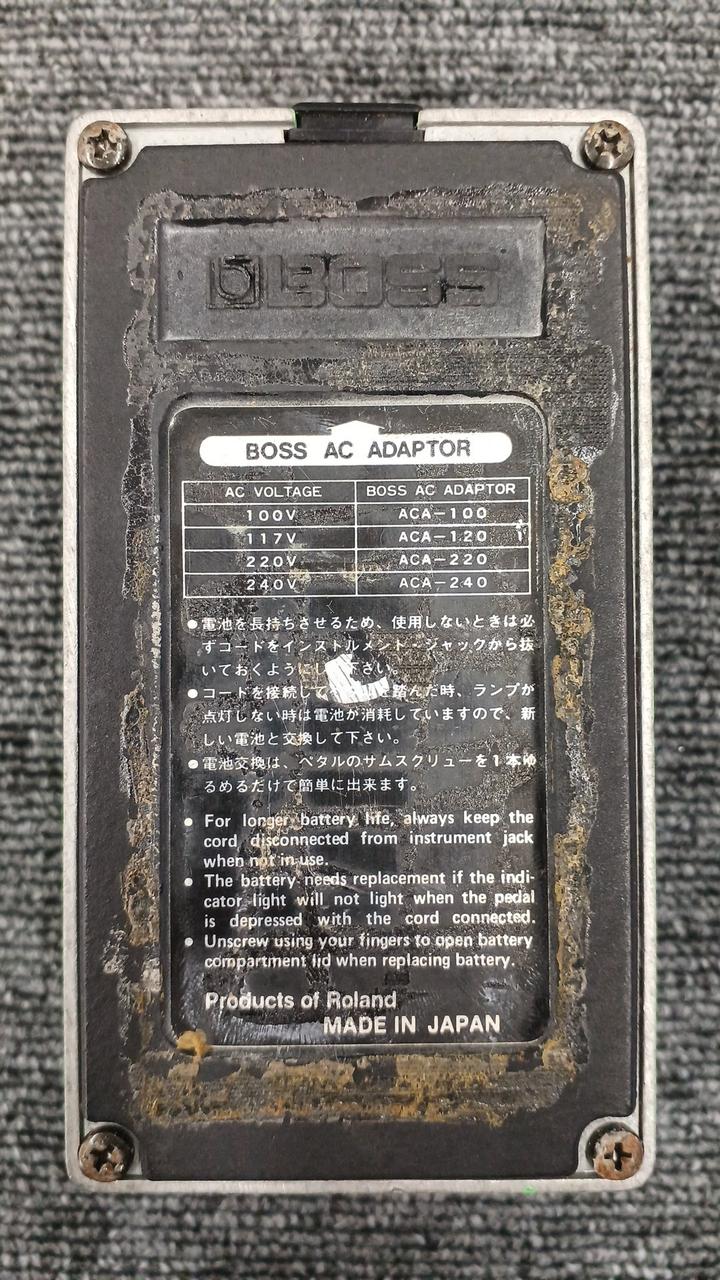 BOSS
BOSS AC ADAPTOR
AC VOLTAGE BOSS AC ADAPTOR
100V ACA-100
117V ACA-120
220V ACA-220
240V ACA-240
●電池を長持ちさせるため、使用しないときは必
ずコードをインストルメント・ジャックから抜
いておくように下さい。
●コードを接続して踏んだ時、ランプが
点灯しない時は電池が消耗していますので、新
しい電池と交換して下さい。
●電池交換は、ペタルのサムスクリューを1本ゆ
るめるだけで簡単に出来ます。
● For longer battery life, always keep the
cord disconnected from instrument jack
when not in use.
● The battery needs replacement if the indi-
cator light will not light when the pedal
is depressed with the cord connected.
● Unscrew using your fingers to open battery
compartment lid when replacing battery.
Products of Roland
MADE IN JAPAN